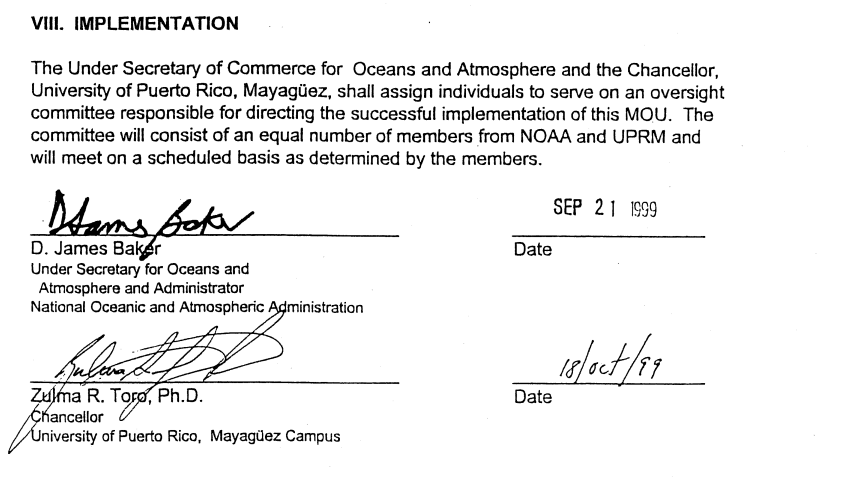 VIII. IMPLEMENTATION
The Under Secretary of Commerce for Oceans and Atmosphere and the Chancellor,
University of Puerto Rico, Mayagüez, shall assign individuals to serve on an oversight
committee responsible for directing the successful implementation of this MOU. The
committee will consist of an equal number of members from NOAA and UPRM and
will meet on a scheduled basis as determined by the members.
D James Baker
SEP 21 1999
D. James Baker
Date
Under Secretary for Oceans and
Atmosphere and Administrator
National Oceanic and Atmospheric Administration
18/oct/99
Zulma R. Toro, Ph.D.
Date
Chancellor
University of Puerto Rico, Mayagüez Campus